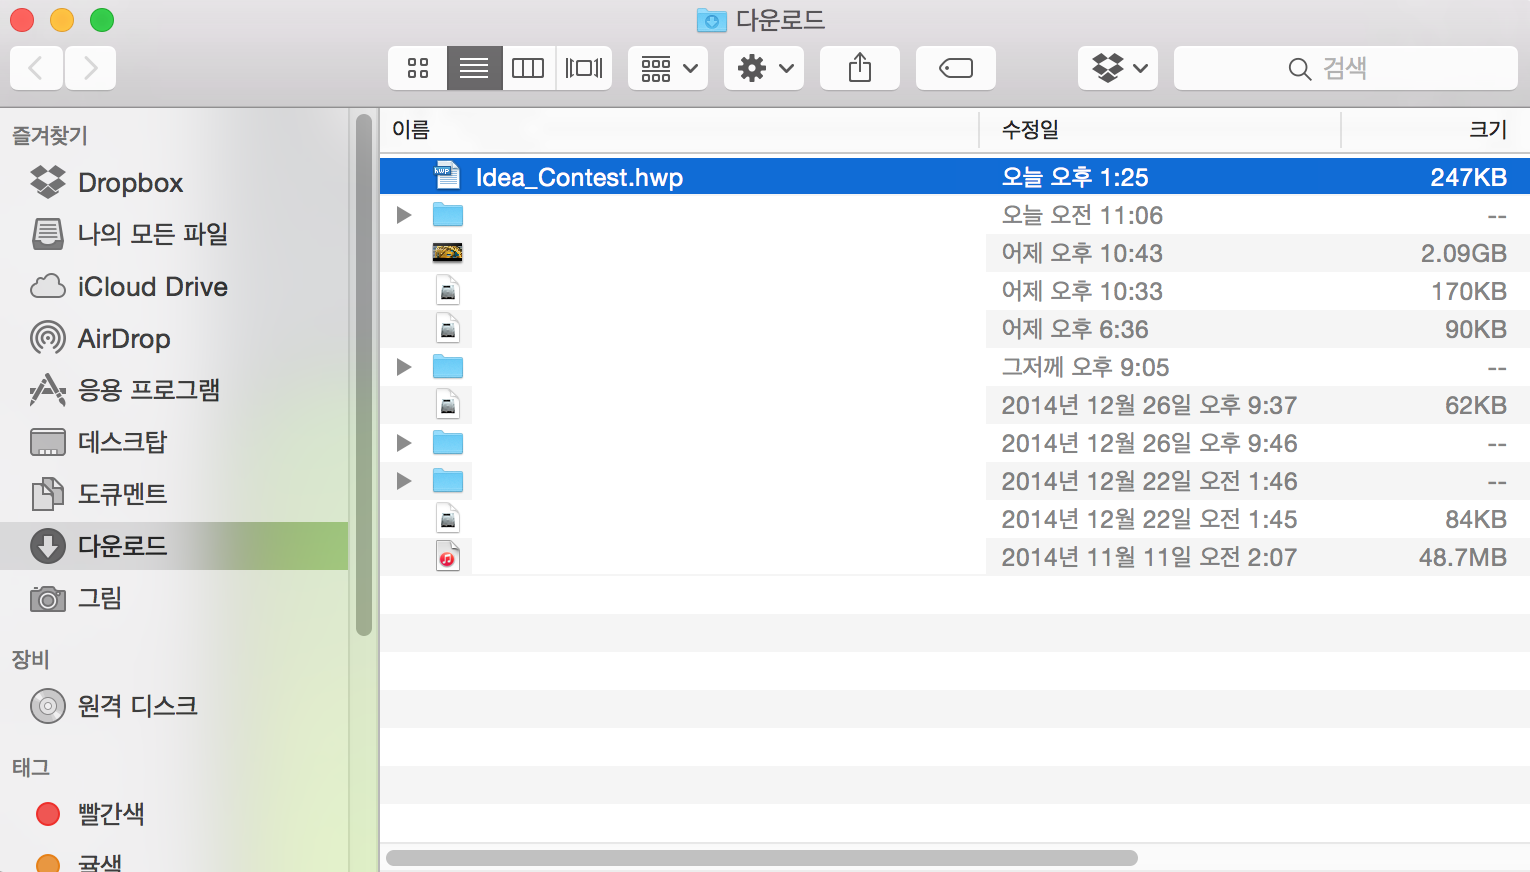 다운로드
검색
즐겨찾기
Dropbox
나의 모든 파일
iCloud Drive
AirDrop
응용 프로그램
데스크탑
도큐멘트
다운로드
그림
장비
원격 디스크
태그
빨간색
귤색
이름 수정일 크기
Idea_Contest.hwp 오늘 오후 1:25 247KB
오늘 오전 11:06 --
어제 오후 10:43 2.09GB
어제 오후 10:33 170KB
어제 오후 6:36 90KB
그저께 오후 9:05 --
2014년 12월 26일 오후 9:37 62KB
2014년 12월 26일 오후 9:46 --
2014년 12월 22일 오전 1:46 --
2014년 12월 22일 오전 1:45 84KB
2014년 11월 11일 오전 2:07 48.7MB